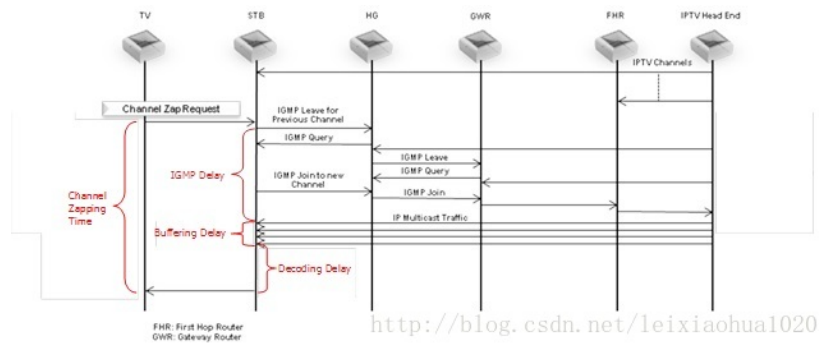 TV
STB
HG
GWR
FHR
IPTV Head End
IPTV Channels
Channel Zap Request
IGMP Leave for
Previous Channel
IGMP Query
IGMP Leave
IGMP Query
IGMP Delay
IGMP Join to new
Channel
IGMP Join
Channel
Zapping
Time
IP Multicast Traffic
Buffering Delay
Decoding Delay
FHR: First Hop Router
GWR: Gateway Router
http://blog.csdn.net/leixiaohua1020